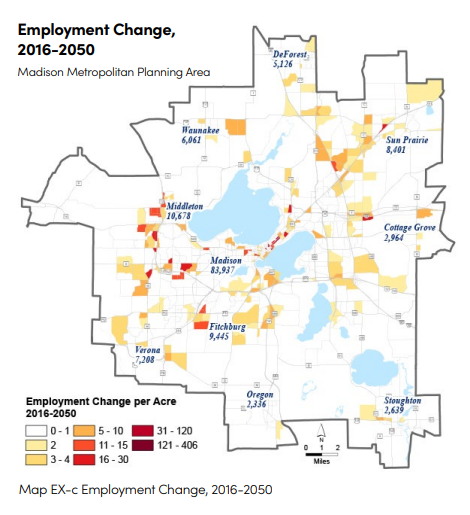 Employment Change,
2016-2050
Madison Metropolitan Planning Area
DeForest
5,126
Waunakee
6,061
Sun Prairie
8,401
Middleton
10,678
Cottage Grove
2,964
Madison
83,937
Fitchburg
9,445
Verona
7,208
Oregon
2,336
Stoughton
2,639
Employment Change per Acre
2016-2050
0 - 1
5 - 10
31 - 120
2
11 - 15
121 - 406
3 - 4
16 - 30
N
0 1 2
Miles
Map EX-c Employment Change, 2016-2050